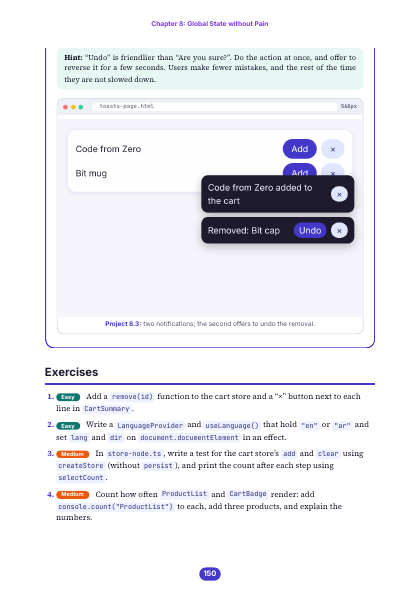 Chapter 8: Global State without Pain
Hint: “Undo” is friendlier than “Are you sure?”. Do the action at once, and offer to
reverse it for a few seconds. Users make fewer mistakes, and the rest of the time
they are not slowed down.
toasts-page.html 560px
Code from Zero Add ×
Bit mug Add ×
Code from Zero added to
the cart ×
Removed: Bit cap Undo ×
Project 8.3: two notifications; the second offers to undo the removal.
Exercises
1. Easy Add a remove(id) function to the cart store and a “×” button next to each
line in CartSummary.
2. Easy Write a LanguageProvider and useLanguage() that hold "en" or "ar" and
set lang and dir on document.documentElement in an effect.
3. Medium In store-node.ts, write a test for the cart store’s add and clear using
createStore (without persist), and print the count after each step using
selectCount.
4. Medium Count how often ProductList and CartBadge render: add
console.count("ProductList") to each, add three products, and explain the
numbers.
150